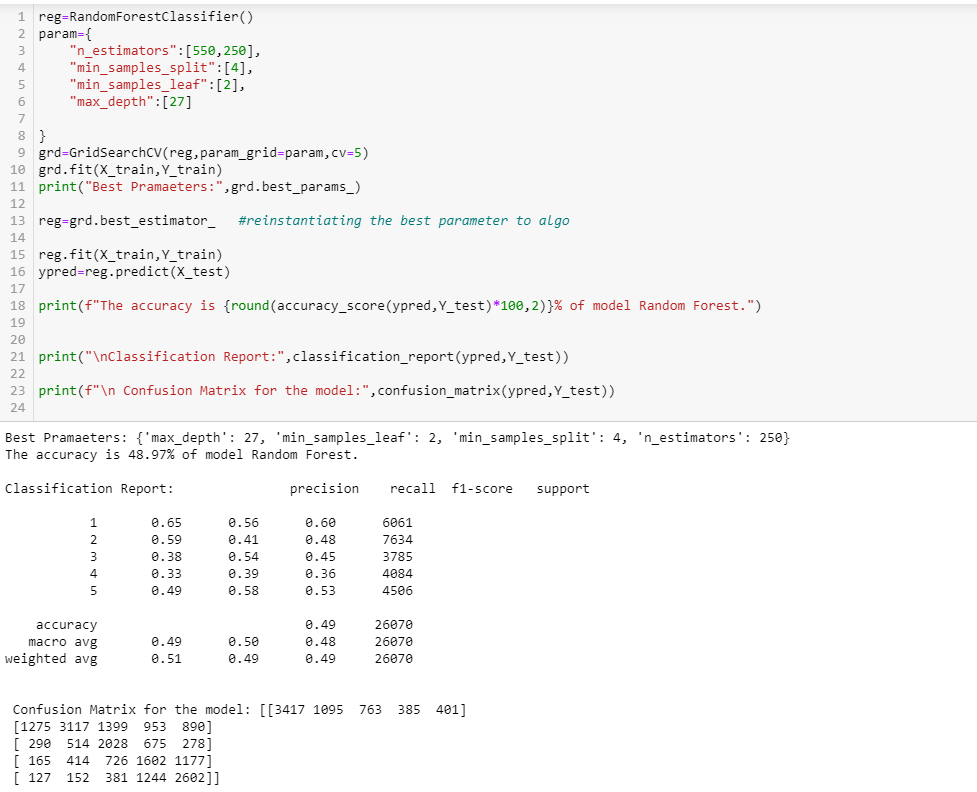 1 reg=RandomForestClassifier()
2 param={
3     "n_estimators":[550,250],
4     "min_samples_split":[4],
5     "min_samples_leaf":[2],
6     "max_depth":[27]
7
8 }
9 grd=GridSearchCV(reg,param_grid=param,cv=5)
10 grd.fit(X_train,Y_train)
11 print("Best Pramaeters:",grd.best_params_)
12
13 reg=grd.best_estimator_   #reinstantiating the best parameter to algo
14
15 reg.fit(X_train,Y_train)
16 ypred=reg.predict(X_test)
17
18 print(f"The accuracy is {round(accuracy_score(ypred,Y_test)*100,2)}% of model Random Forest.")
19
20
21 print("\nClassification Report:",classification_report(ypred,Y_test))
22
23 print(f"\n Confusion Matrix for the model:",confusion_matrix(ypred,Y_test))
24
Best Pramaeters: {'max_depth': 27, 'min_samples_leaf': 2, 'min_samples_split': 4, 'n_estimators': 250}
The accuracy is 48.97% of model Random Forest.

Classification Report:               precision    recall  f1-score   support

           1       0.65      0.56      0.60      6061
           2       0.59      0.41      0.48      7634
           3       0.38      0.54      0.45      3785
           4       0.33      0.39      0.36      4084
           5       0.49      0.58      0.53      4506

    accuracy                           0.49     26070
   macro avg       0.49      0.50      0.48     26070
weighted avg       0.51      0.49      0.49     26070


 Confusion Matrix for the model: [[3417 1095  763  385  401]
 [1275 3117 1399  953  890]
 [ 290  514 2028  675  278]
 [ 165  414  726 1602 1177]
 [ 127  152  381 1244 2602]]